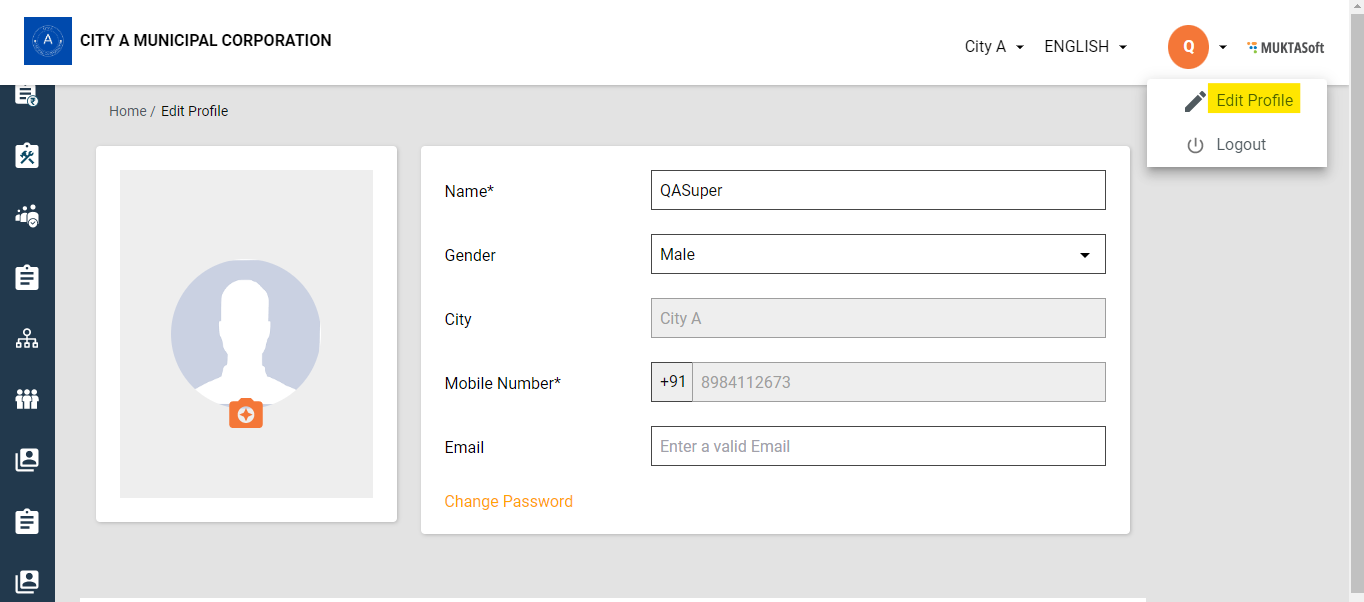 A
CITY A MUNICIPAL CORPORATION
City A
ENGLISH
Q
MUKTASoft
Edit Profile
Logout
Home / Edit Profile
Name*
QASuper
Gender
Male
City
City A
Mobile Number*
+91
8984112673
Email
Enter a valid Email
Change Password